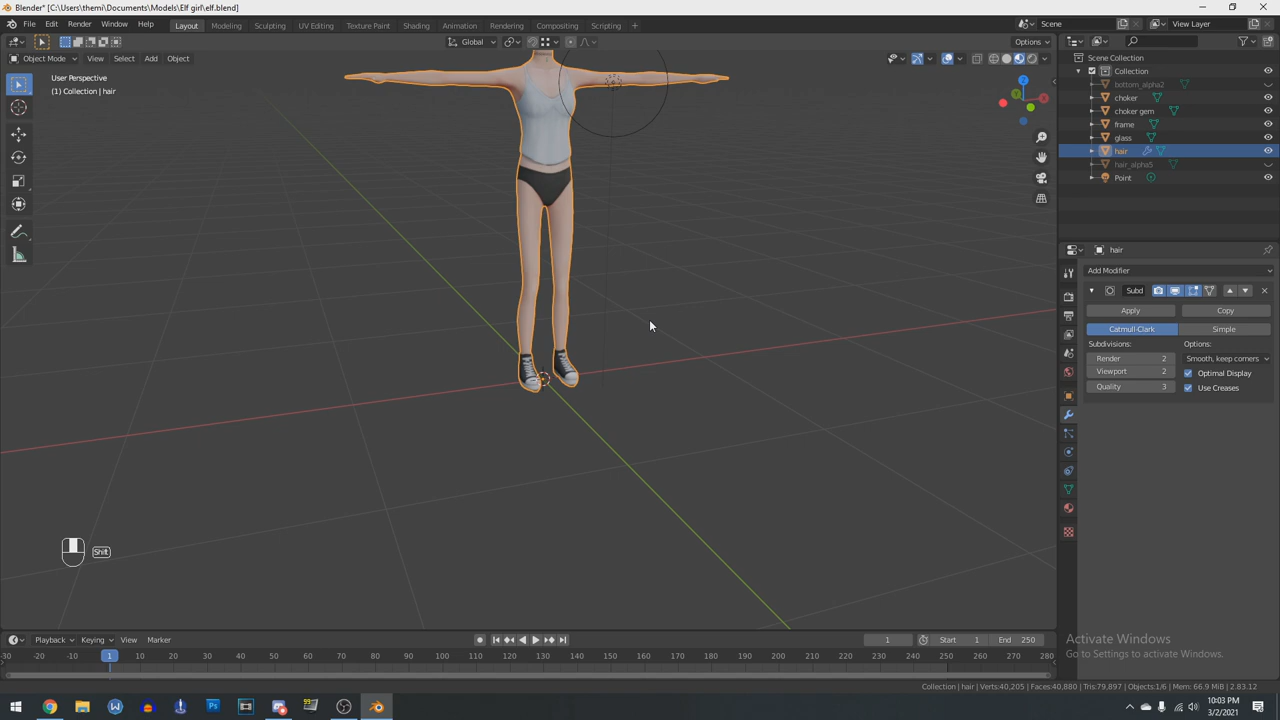 Blender* [C:\Users\themi\Documents\Models\Elf girl\elf.blend]
File Edit Render Window Help Layout Modeling Sculpting UV Editing Texture Paint Shading Animation Rendering Compositing Scripting + Scene View Layer
Global Options
Object Mode View Select Add Object
User Perspective
(1) Collection | hair
Z
Y
X
Scene Collection
Collection
bottom_alpha2
choker
choker gem
frame
glass
hair
hair_alpha5
Point
hair
Add Modifier
Subd
Apply Copy
Catmull-Clark Simple
Subdivisions: Options:
Render 2 Smooth, keep corners
Viewport 2 Optimal Display
Quality 3 Use Creases
Shift
Playback Keying View Marker 1 Start 1 End 250
-30 -20 -10 1 10 20 30 40 50 60 70 80 90 100 110 120 130 140 150 160 170 180 190 200 210 220 230 240 250 260 270 280
Activate Windows
Go to Settings to activate Windows.
Collection | hair | Verts:40,205 | Faces:40,880 | Tris:79,897 | Objects:1/6 | Mem: 66.9 MiB | 2.83.12
10:03 PM
3/2/2021